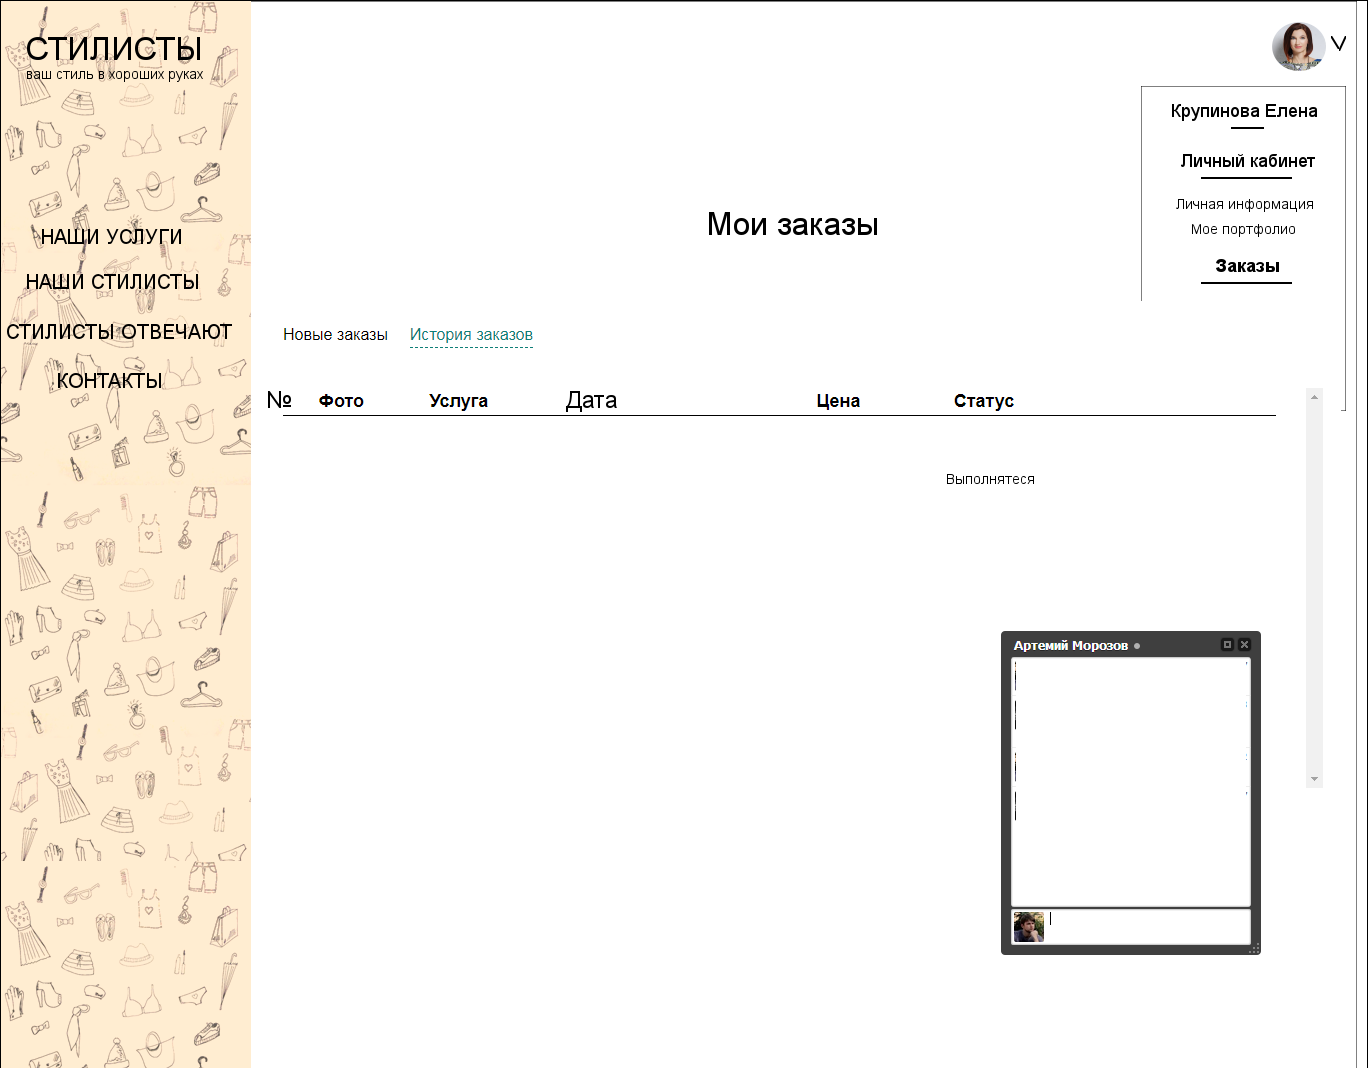 СТИЛИСТЫ
ваш стиль в хороших руках
НАШИ УСЛУГИ
НАШИ СТИЛИСТЫ
СТИЛИСТЫ ОТВЕЧАЮТ
КОНТАКТЫ
Крупинова Елена
Личный кабинет
Личная информация
Мое портфолио
Заказы
Мои заказы
Новые заказы История заказов
№ Фото Услуга Дата Цена Статус
Выполнятеся
Артемий Морозов